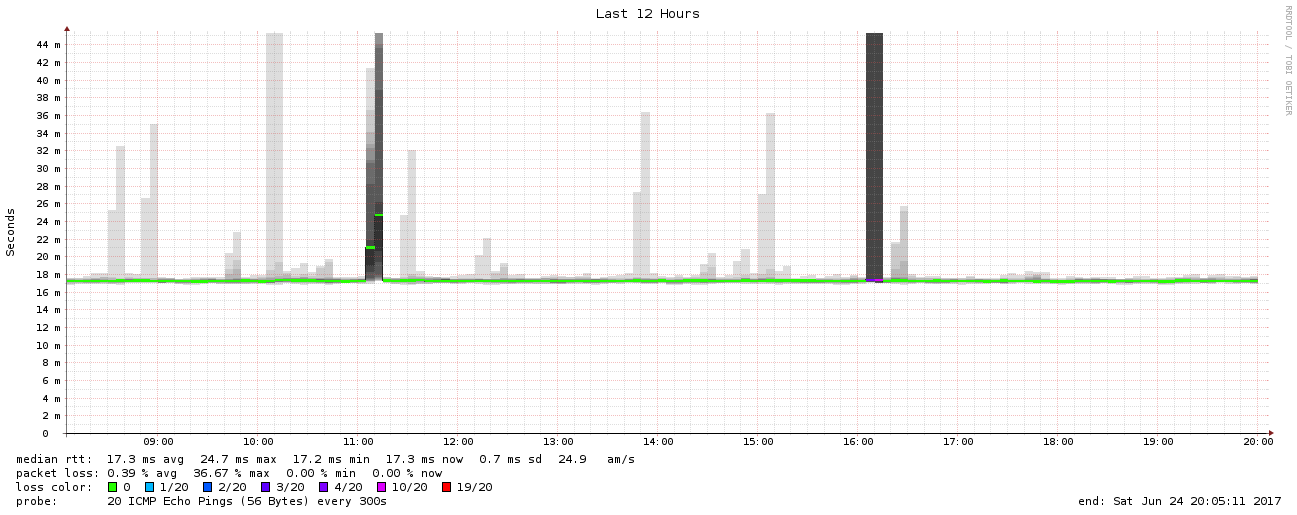 Last 12 Hours
RRDTOOL / TOBI OETIKER
Seconds
44 m
42 m
40 m
38 m
36 m
34 m
32 m
30 m
28 m
26 m
24 m
22 m
20 m
18 m
16 m
14 m
12 m
10 m
8 m
6 m
4 m
2 m
0
09:00 10:00 11:00 12:00 13:00 14:00 15:00 16:00 17:00 18:00 19:00 20:00
median rtt: 17.3 ms avg 24.7 ms max 17.2 ms min 17.3 ms now 0.7 ms sd 24.9 am/s
packet loss: 0.39 % avg 36.67 % max 0.00 % min 0.00 % now
loss color: 0 1/20 2/20 3/20 4/20 10/20 19/20
probe: 20 ICMP Echo Pings (56 Bytes) every 300s end: Sat Jun 24 20:05:11 2017